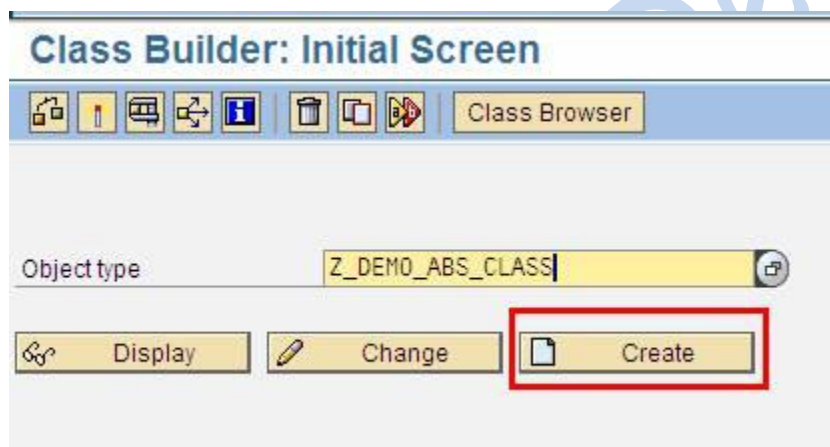 Class Builder: Initial Screen
Class Browser
Object type Z_DEMO_ABS_CLASS
Display Change Create